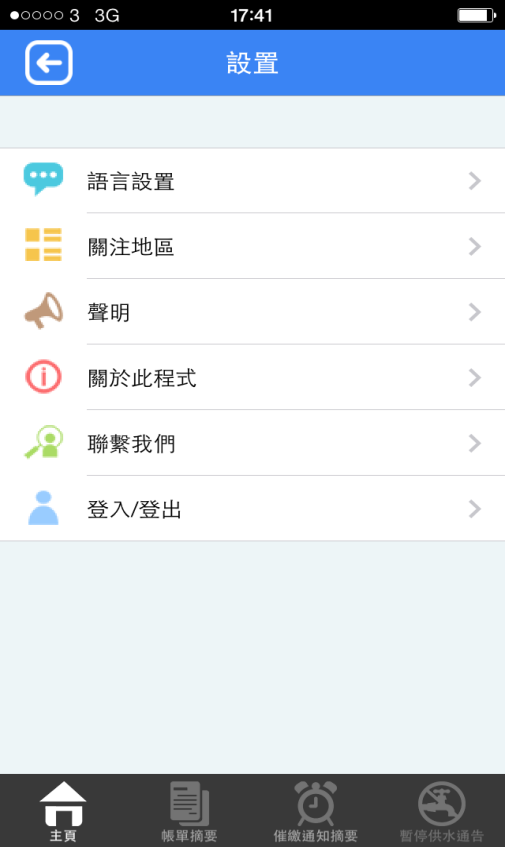 3 3G 17:41
設置
語言設置
關注地區
聲明
關於此程式
聯繫我們
登入/登出
主頁 帳單摘要 催繳通知摘要 暫停供水通告